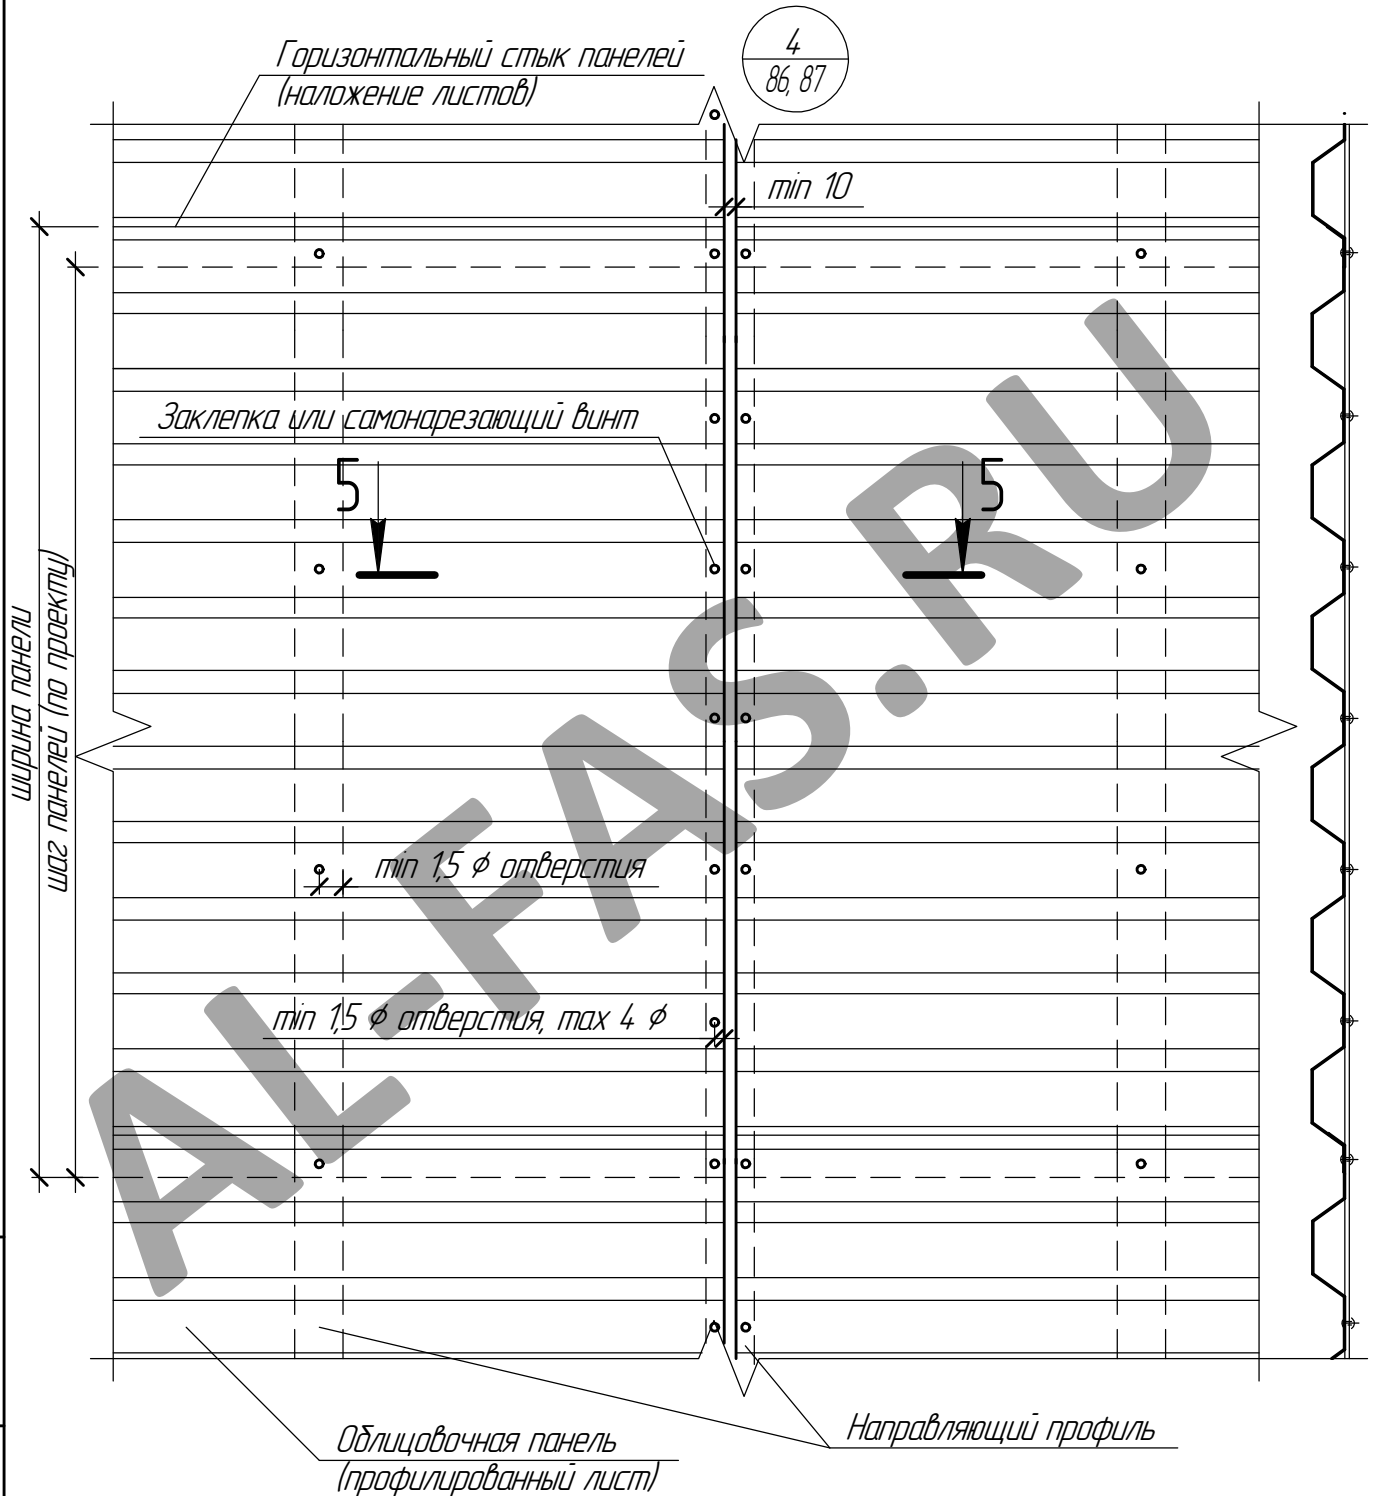 Горизонтальный стык панелей
(наложение листов)
4
86, 87
min 10
Заклепка или самонарезающий винт
5
5
ширина панели
шаг панелей (по проекту)
min 1,5 ϕ отверстия
min 1,5 ϕ отверстия, max 4 ϕ
AL-FAS.RU
Облицовочная панель
(профилированный лист)
Направляющий профиль